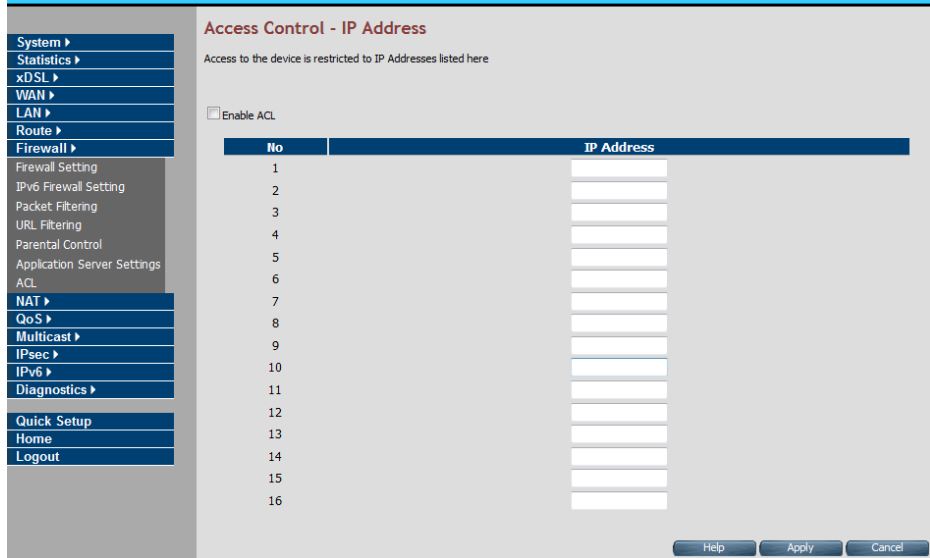 System
Statistics
xDSL
WAN
LAN
Route
Firewall
Firewall Setting
IPv6 Firewall Setting
Packet Filtering
URL Filtering
Parental Control
Application Server Settings
ACL
NAT
QoS
Multicast
IPsec
IPv6
Diagnostics
Quick Setup
Home
Logout
Access Control - IP Address
Access to the device is restricted to IP Addresses listed here
Enable ACL
No IP Address
1
2
3
4
5
6
7
8
9
10
11
12
13
14
15
16
Help Apply Cancel